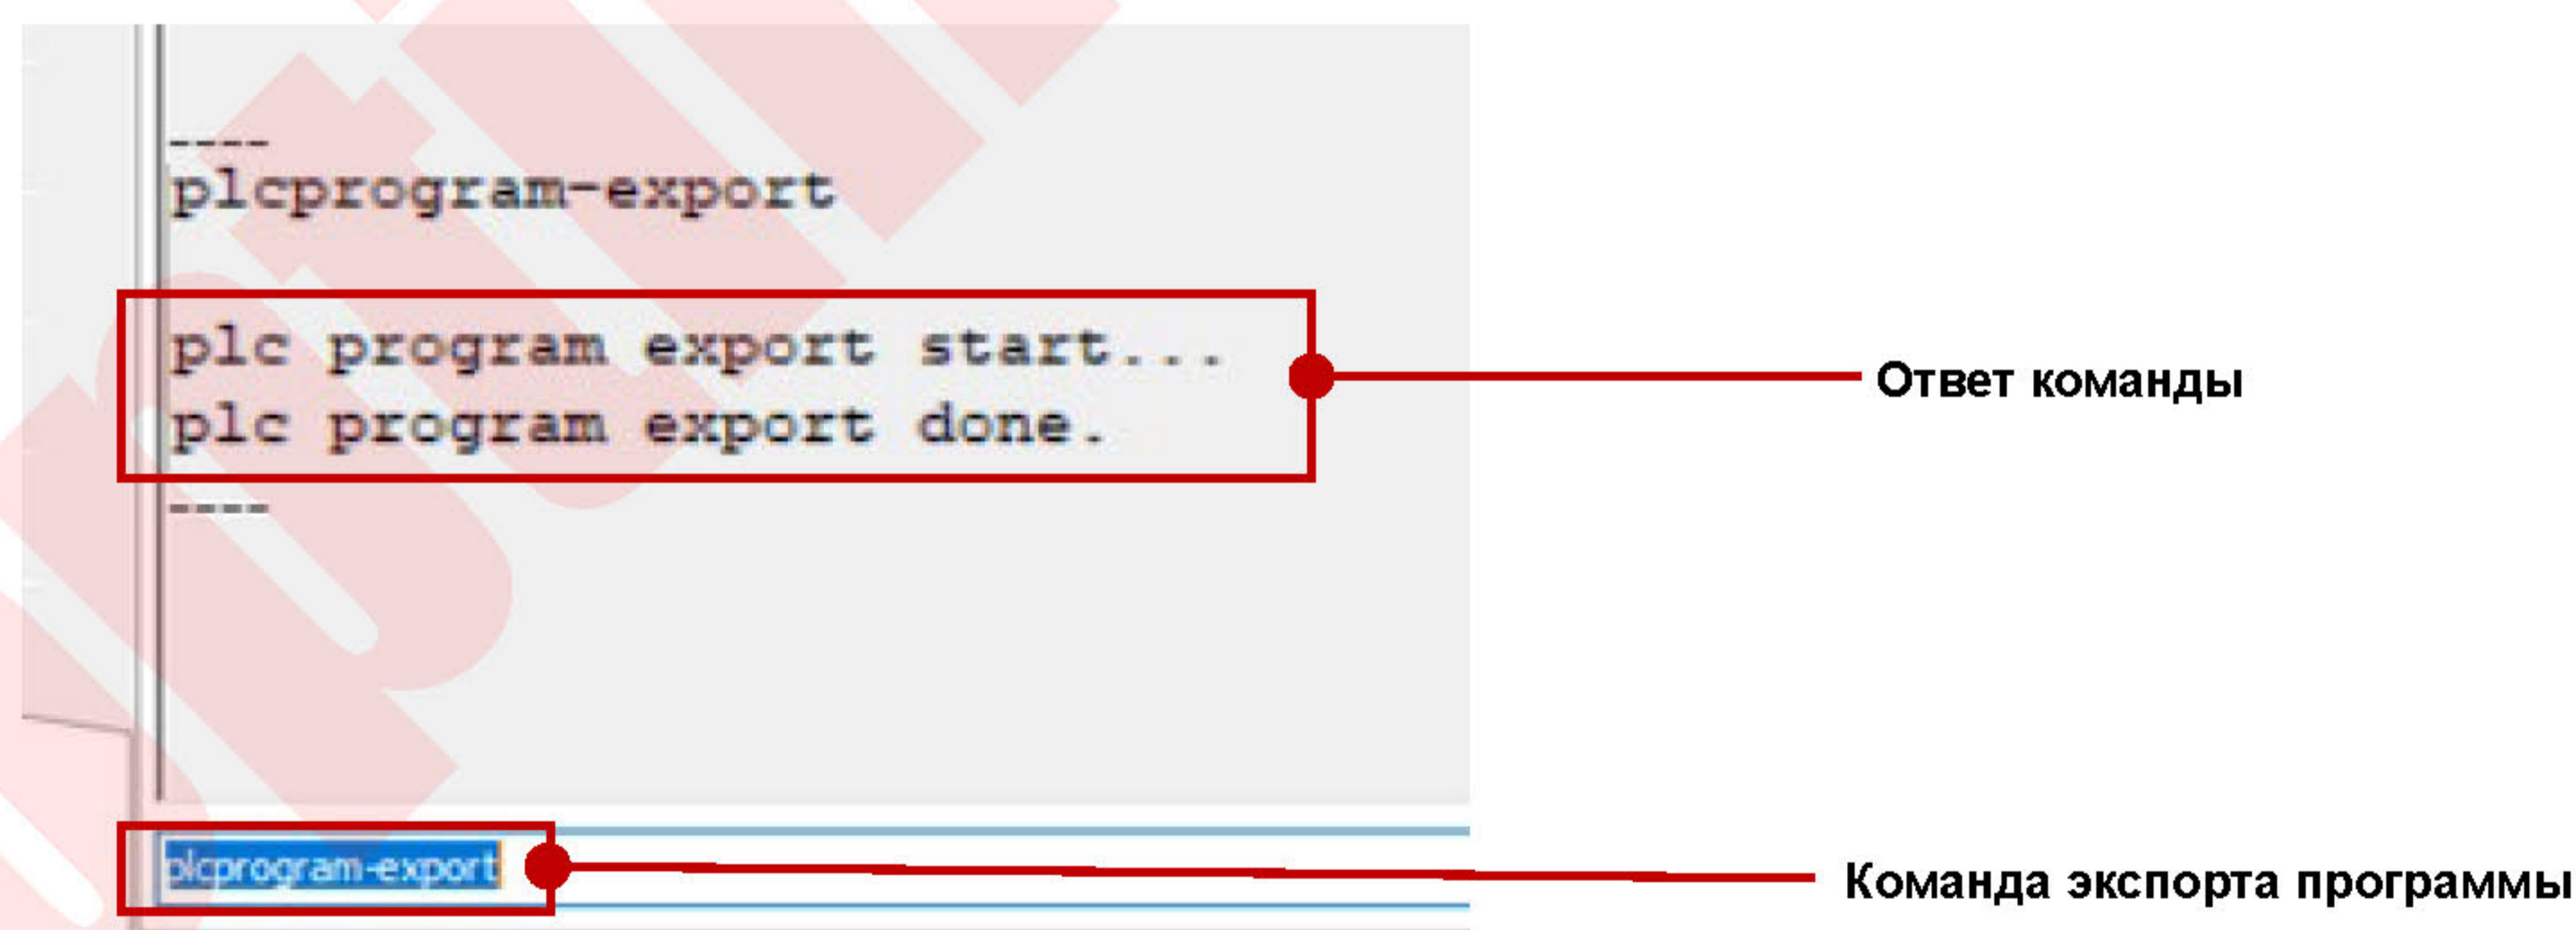 ----
plcprogram-export
plc program export start...
plc program export done.
----
Ответ команды
plcprogram-export
Команда экспорта программы